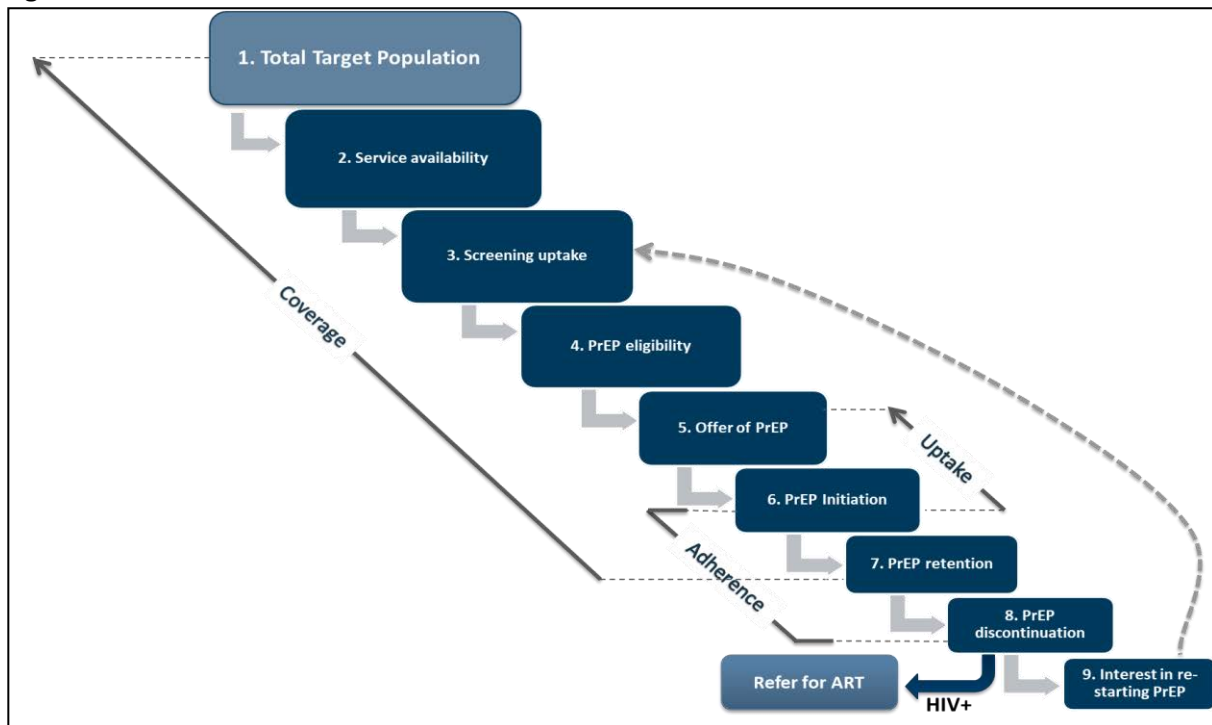 1. Total Target Population
2. Service availability
3. Screening uptake
Coverage
4. PrEP eligibility
5. Offer of PrEP
Uptake
6. PrEP Initiation
Adherence
7. PrEP retention
8. PrEP
discontinuation
Refer for ART
HIV+
9. Interest in re-
starting PrEP